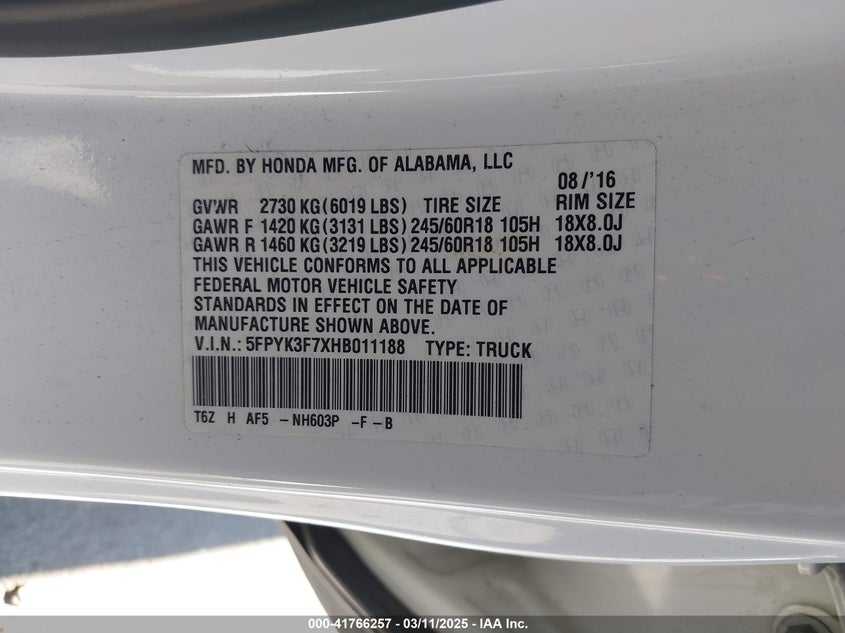 MFD. BY HONDA MFG. OF ALABAMA, LLC
08/'16
GVWR 2730 KG(6019 LBS) TIRE SIZE RIM SIZE
GAWR F 1420 KG(3131 LBS) 245/60R18 105H 18X8.0J
GAWR R 1460 KG(3219 LBS) 245/60R18 105H 18X8.0J
THIS VEHICLE CONFORMS TO ALL APPLICABLE
FEDERAL MOTOR VEHICLE SAFETY
STANDARDS IN EFFECT ON THE DATE OF
MANUFACTURE SHOWN ABOVE.
V.I.N.: 5FPYK3F7XHB011188 TYPE: TRUCK
T6Z H AF5 -NH603P -F-B
000-41766257 - 03/11/2025 - IAA Inc.